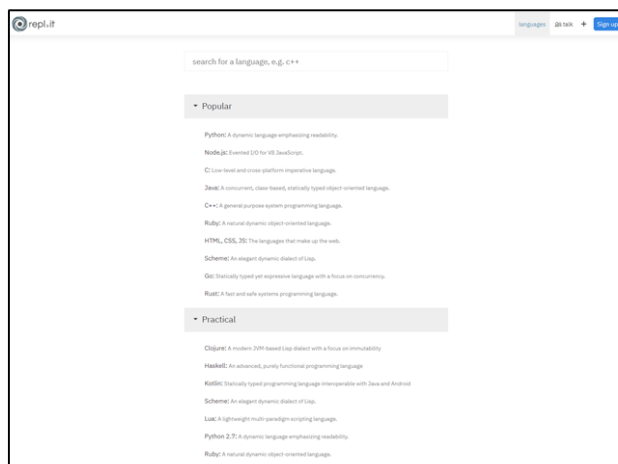 repl.it
languages
talk
+
Sign up
search for a language, e.g. c++
Popular
Python: A dynamic language emphasizing readability.
Node.js: Evented I/O for V8 JavaScript.
C: Low-level and cross-platform imperative language.
Java: A concurrent, class-based, statically typed object-oriented language.
C++: A general purpose system programming language.
Ruby: A natural dynamic object-oriented language.
HTML, CSS, JS: The languages that make up the web.
Scheme: An elegant dynamic dialect of Lisp.
Go: Statically typed yet expressive language with a focus on concurrency.
Rust: A fast and safe systems programming language.
Practical
Clojure: A modern JVM-based Lisp dialect with a focus on immutability
Haskell: An advanced, purely functional programming language
Kotlin: Statically typed programming language interoperable with Java and Android
Scheme: An elegant dynamic dialect of Lisp.
Lua: A lightweight multi-paradigm scripting language.
Python 2.7: A dynamic language emphasizing readability.
Ruby: A natural dynamic object-oriented language.